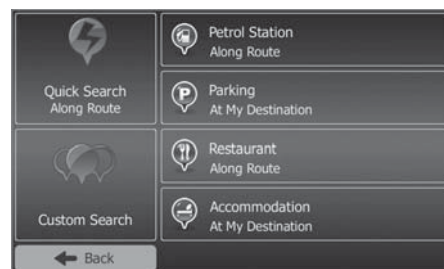 Quick Search
Along Route
Custom Search
Back
Petrol Station
Along Route
P
Parking
At My Destination
Restaurant
Along Route
Accommodation
At My Destination